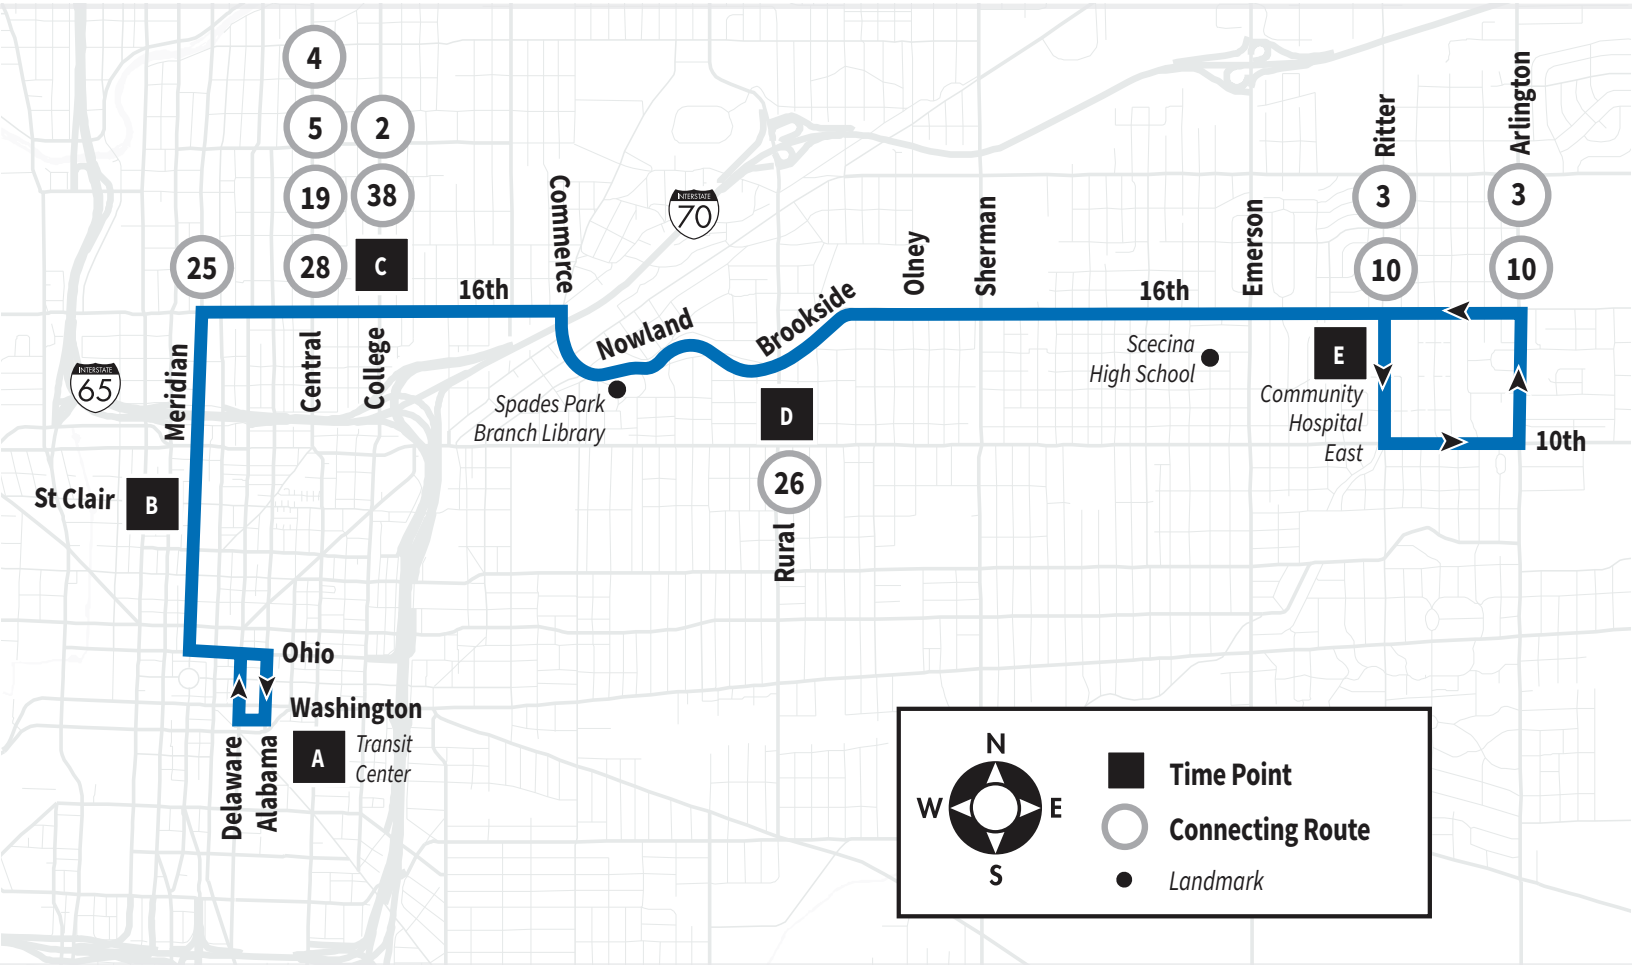 4
5
2
19
38
25
28
C
16th
Commerce
INTERSTATE
70
Nowland
Brookside
Olney
Sherman
16th
Emerson
Ritter
3
10
Arlington
3
10
INTERSTATE
65
Meridian
Central
College
Spades Park
Branch Library
D
26
Rural
Scecina
High School
E
Community
Hospital
East
10th
St Clair
B
Ohio
Washington
A
Transit
Center
Delaware
Alabama
N
W
E
S
Time Point
Connecting Route
Landmark